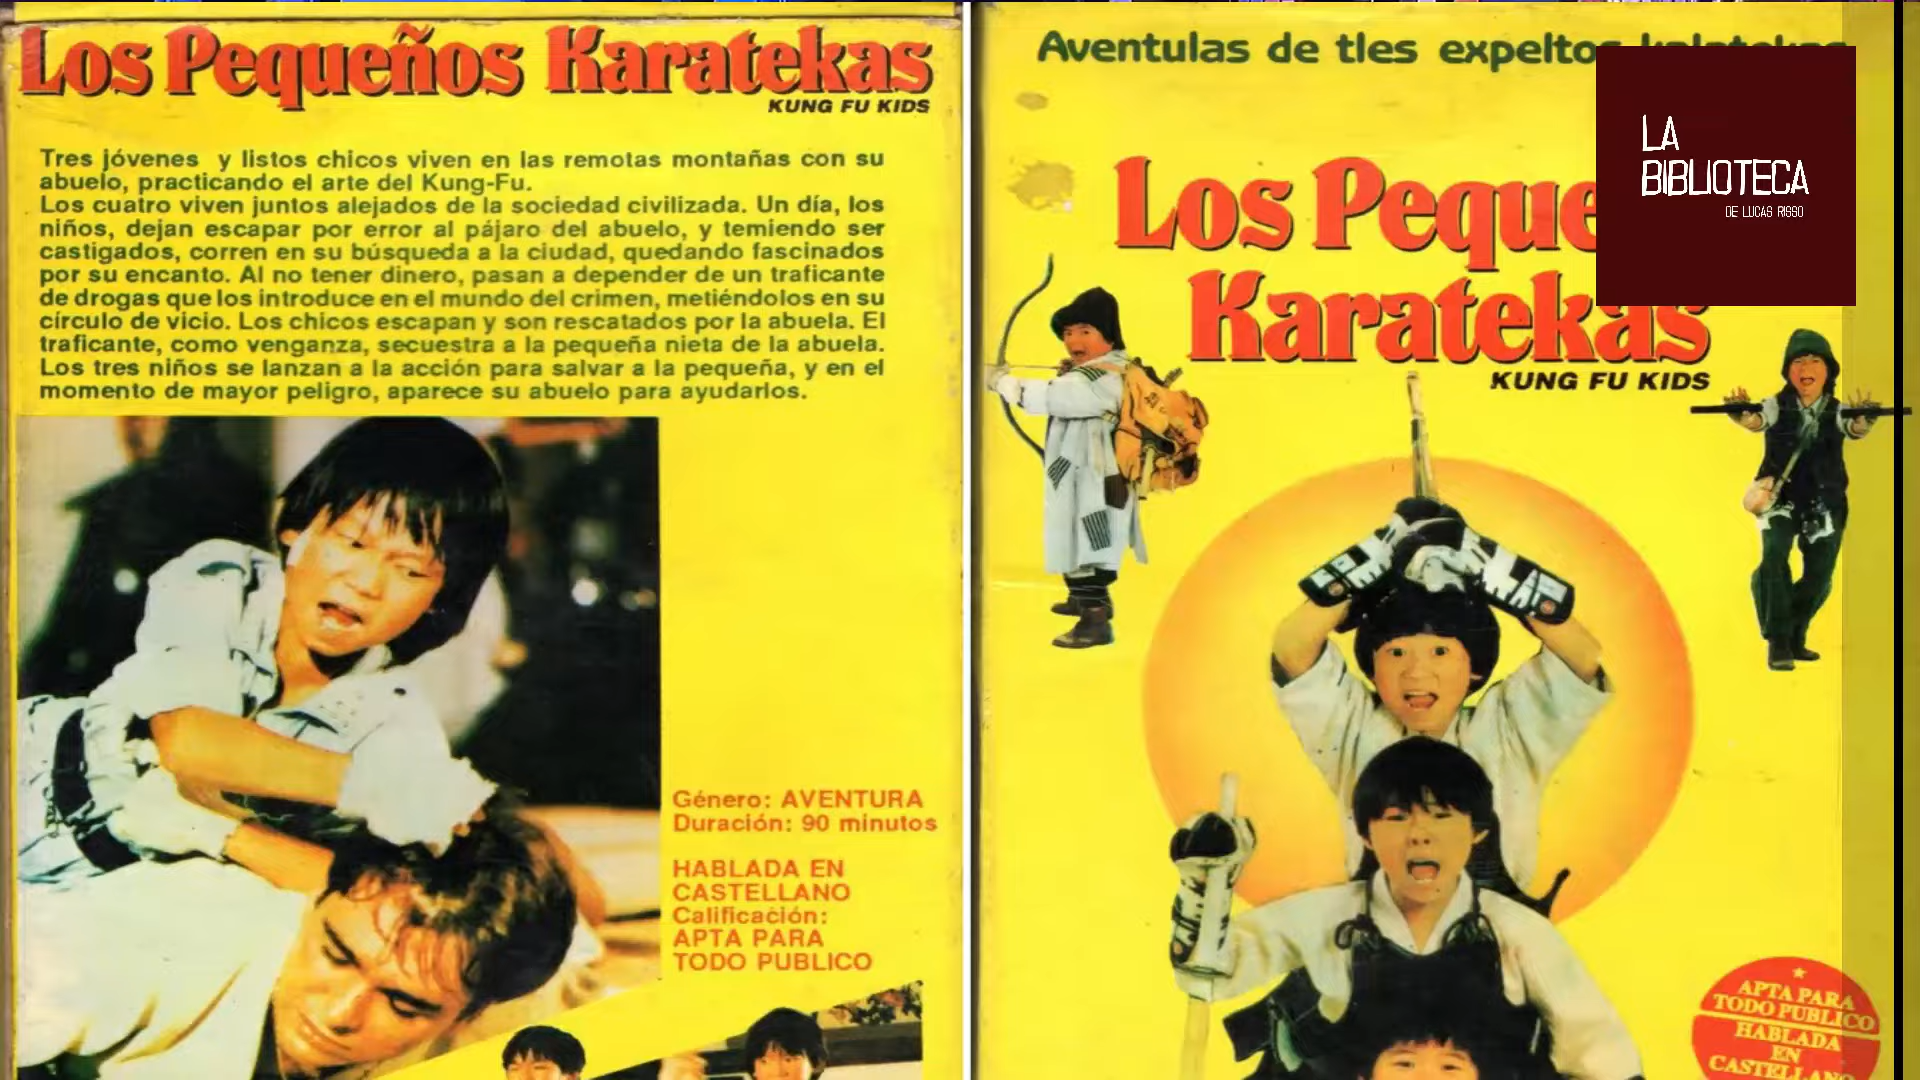 Los Pequeños Karatekas
KUNG FU KIDS
Tres jóvenes y listos chicos viven en las remotas montañas con su
abuelo, practicando el arte del Kung-Fu.
Los cuatro viven juntos alejados de la sociedad civilizada. Un día, los
niños, dejan escapar por error al pájaro del abuelo, y temiendo ser
castigados, corren en su búsqueda a la ciudad, quedando fascinados
por su encanto. Al no tener dinero, pasan a depender de un traficante
de drogas que los introduce en el mundo del crimen, metiéndolos en su
círculo de vicio. Los chicos escapan y son rescatados por la abuela. El
traficante, como venganza, secuestra a la pequeña nieta de la abuela.
Los tres niños se lanzan a la acción para salvar a la pequeña, y en el
momento de mayor peligro, aparece su abuelo para ayudarlos.
Género: AVENTURA
Duración: 90 minutos
HABLADA EN
CASTELLANO
Calificación:
APTA PARA
TODO PUBLICO
Aventulas de tles expeltos
Los Peque
Karatekas
KUNG FU KIDS
LA
BIBLIOTECA
DE LUCAS RISSO
APTA PARA
TODO PUBLICO
HABLADA
EN
CASTELLANO